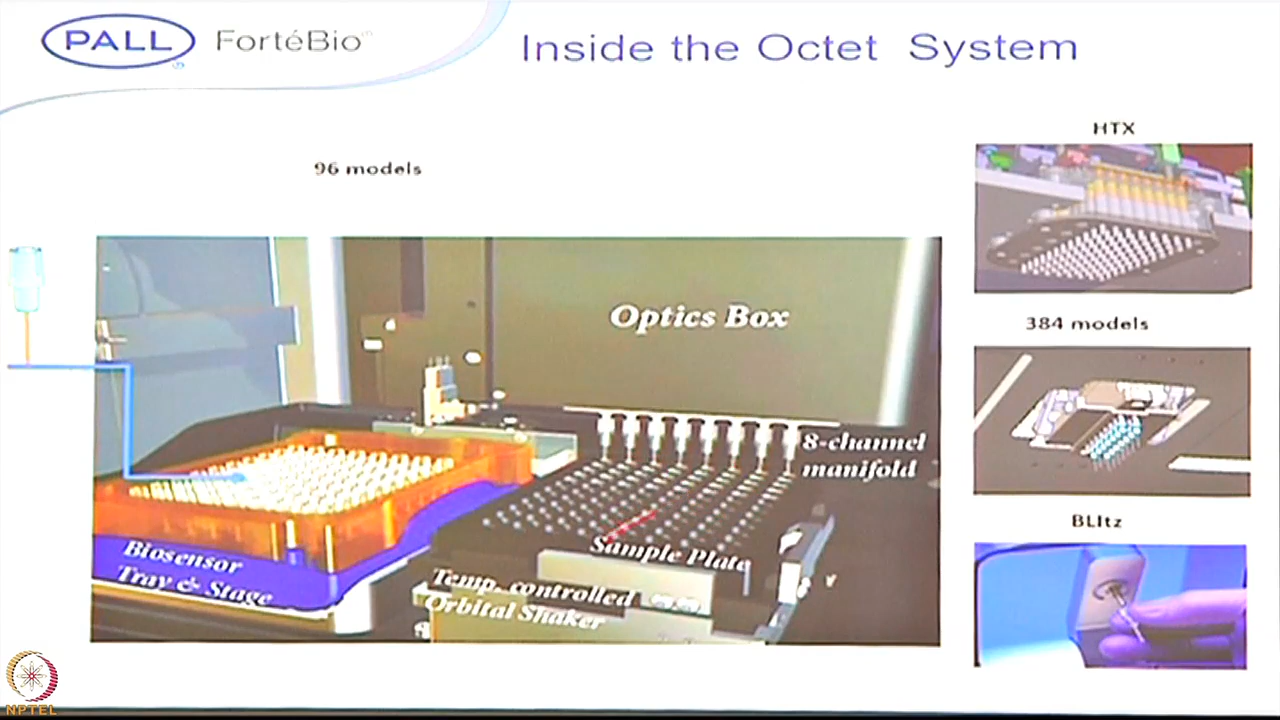 PALL FortéBio
Inside the Octet System
96 models
HTX
384 models
BLItz
Optics Box
8-channel
manifold
Sample Plate
Biosensor
Tray & Stage
Temp. controlled
Orbital Shaker
NPTEL